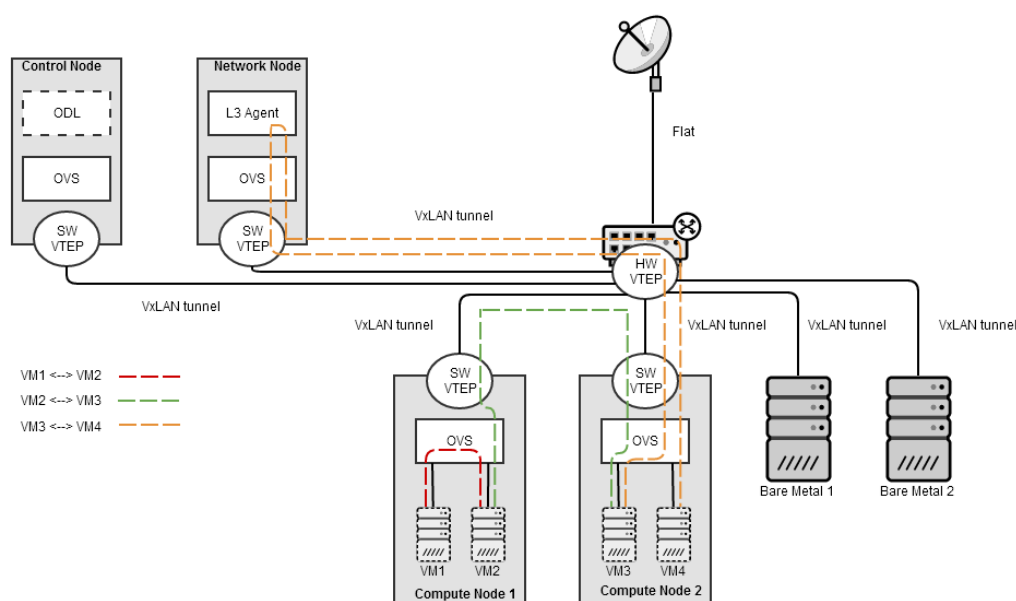 Control Node
Network Node
ODL
L3 Agent
Flat
OVS
OVS
SW
VTEP
SW
VTEP
VxLAN tunnel
HW
VTEP
VxLAN tunnel
VxLAN tunnel
VxLAN tunnel
VxLAN tunnel
VxLAN tunnel
SW
VTEP
SW
VTEP
VM1 <--> VM2
VM2 <--> VM3
VM3 <--> VM4
OVS
OVS
Bare Metal 1
Bare Metal 2
VM1
VM2
VM3
VM4
Compute Node 1
Compute Node 2